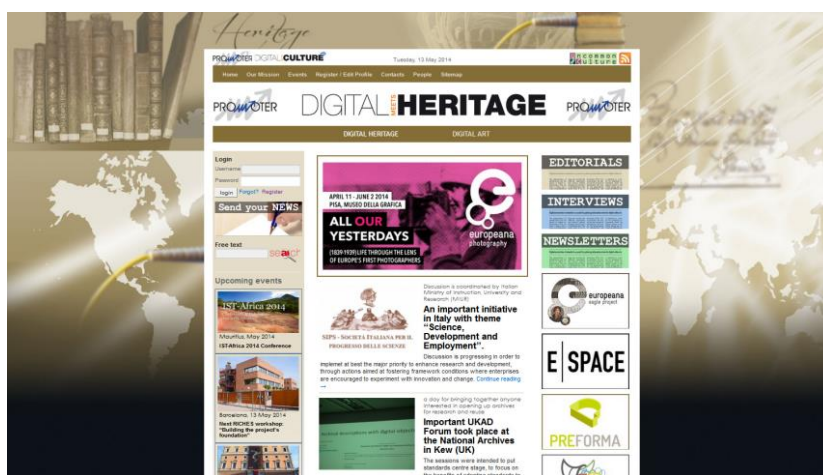 Heritage
PROMOTER DIGITAL CULTURE
Tuesday, 13 May 2014
uncommon
culture
Home Our Mission Events Register / Edit Profile Contacts People Sitemap
PROMOTER DIGITAL MEETS HERITAGE PROMOTER
DIGITAL HERITAGE DIGITAL ART
Login
Username
Password
login Forgot? Register
Send your NEWS
Free text
search
Upcoming events
IST-Africa 2014
Mauritius, May 2014
IST-Africa 2014 Conference
Barcelona, 13 May 2014
Next RICHES workshop:
"Building the project's
foundation"
APRIL 11 - JUNE 2 2014
PISA, MUSEO DELLA GRAFICA
ALL OUR
YESTERDAYS
(1839-1939) LIFE THROUGH THE LENS
OF EUROPE'S FIRST PHOTOGRAPHERS
europeana
photography
SIPS - SOCIETÀ ITALIANA PER IL
PROGRESSO DELLE SCIENZE
Discussion is coordinated by Italian
Ministry of Instruction, University and
Research (MIUR)
An important initiative
in Italy with theme
“Science,
Development and
Employment”.
Discussion is progressing in order to
implemet at best the major priority to enhance research and development,
through actions aimed at fostering framework conditions where enterprises
are encouraged to experiment with innovation and change. Continue reading
→
a day for bringing together anyone
interested in opening up archives
for research and reuse
Important UKAD
Forum took place at
the National Archives
in Kew (UK)
The sessions were intended to put
standards centre stage, to focus on
the benefits of adopting standards in
EDITORIALS
INTERVIEWS
NEWSLETTERS
europeana
eagle project
E SPACE
PREFORMA